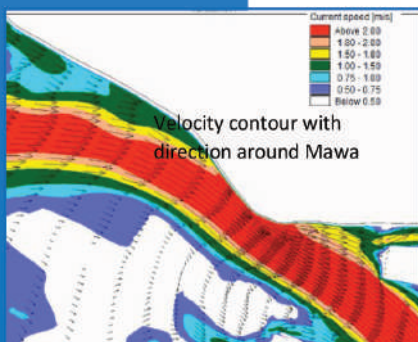 Current speed [m/s]
Above 2.00
1.80 - 2.00
1.50 - 1.80
1.00 - 1.50
0.75 - 1.00
0.50 - 0.75
Below 0.50
Velocity contour with
direction around Mawa